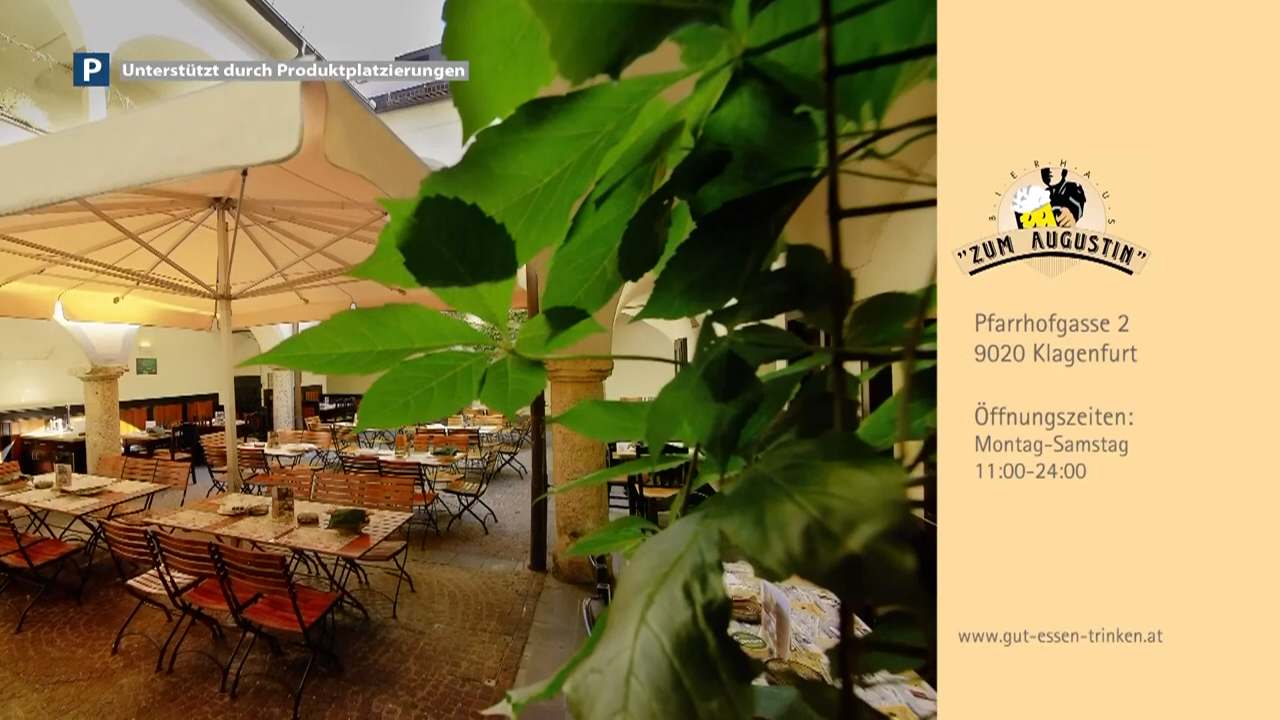 P
Unterstützt durch Produktplatzierungen
BIERHAUS
"ZUM AUGUSTIN"
Pfarrhofgasse 2
9020 Klagenfurt
Öffnungszeiten:
Montag-Samstag
11:00-24:00
www.gut-essen-trinken.at